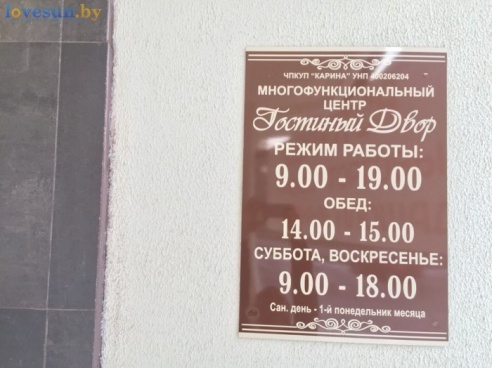 lovesun.by
ЧПКУП "КАРИНА" УНП 400206204
МНОГОФУНКЦИОНАЛЬНЫЙ
ЦЕНТР
Гостиный Двор
РЕЖИМ РАБОТЫ:
9.00 - 19.00
ОБЕД:
14.00 - 15.00
СУББОТА, ВОСКРЕСЕНЬЕ:
9.00 - 18.00
Сан. день - 1-й понедельник месяца